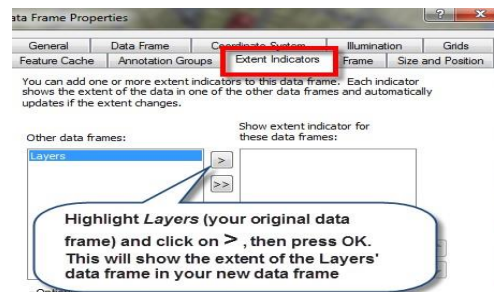 ata Frame Properties
General Data Frame Coordinate System Illumination Grids
Feature Cache Annotation Groups Extent Indicators Frame Size and Position
You can add one or more extent indicators to this data frame. Each indicator
shows the extent of the data in one of the other data frames and automatically
updates if the extent changes.
Other data frames:
Show extent indicator for
these data frames:
Layers
>
>>
Highlight Layers (your original data
frame) and click on > , then press OK.
This will show the extent of the Layers'
data frame in your new data frame